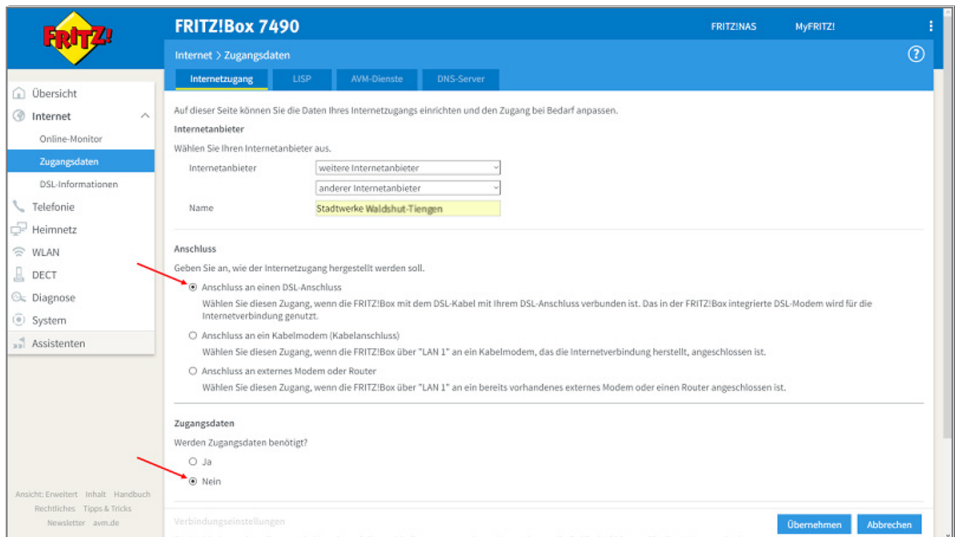 FRITZ!
FRITZ!Box 7490
FRITZ!NAS
MyFRITZ!
Internet > Zugangsdaten
?
Internetzugang
LISP
AVM-Dienste
DNS-Server
Übersicht
Internet
Online-Monitor
Zugangsdaten
DSL-Informationen
Telefonie
Heimnetz
WLAN
DECT
Diagnose
System
Assistenten
Ansicht: Erweitert Inhalt Handbuch
Rechtliches Tipps & Tricks
Newsletter avm.de
Auf dieser Seite können Sie die Daten Ihres Internetzugangs einrichten und den Zugang bei Bedarf anpassen.
Internetanbieter
Wählen Sie Ihren Internetanbieter aus.
Internetanbieter
weitere Internetanbieter
anderer Internetanbieter
Name
Stadtwerke Waldshut-Tiengen
Anschluss
Geben Sie an, wie der Internetzugang hergestellt werden soll.
Anschluss an einen DSL-Anschluss
Wählen Sie diesen Zugang, wenn die FRITZ!Box mit dem DSL-Kabel mit Ihrem DSL-Anschluss verbunden ist. Das in der FRITZ!Box integrierte DSL-Modem wird für die
Internetverbindung genutzt.
Anschluss an ein Kabelmodem (Kabelanschluss)
Wählen Sie diesen Zugang, wenn die FRITZ!Box über "LAN 1" an ein Kabelmodem, das die Internetverbindung herstellt, angeschlossen ist.
Anschluss an externes Modem oder Router
Wählen Sie diesen Zugang, wenn die FRITZ!Box über "LAN 1" an ein bereits vorhandenes externes Modem oder einen Router angeschlossen ist.
Zugangsdaten
Werden Zugangsdaten benötigt?
Ja
Nein
Verbindungseinstellungen
Übernehmen
Abbrechen